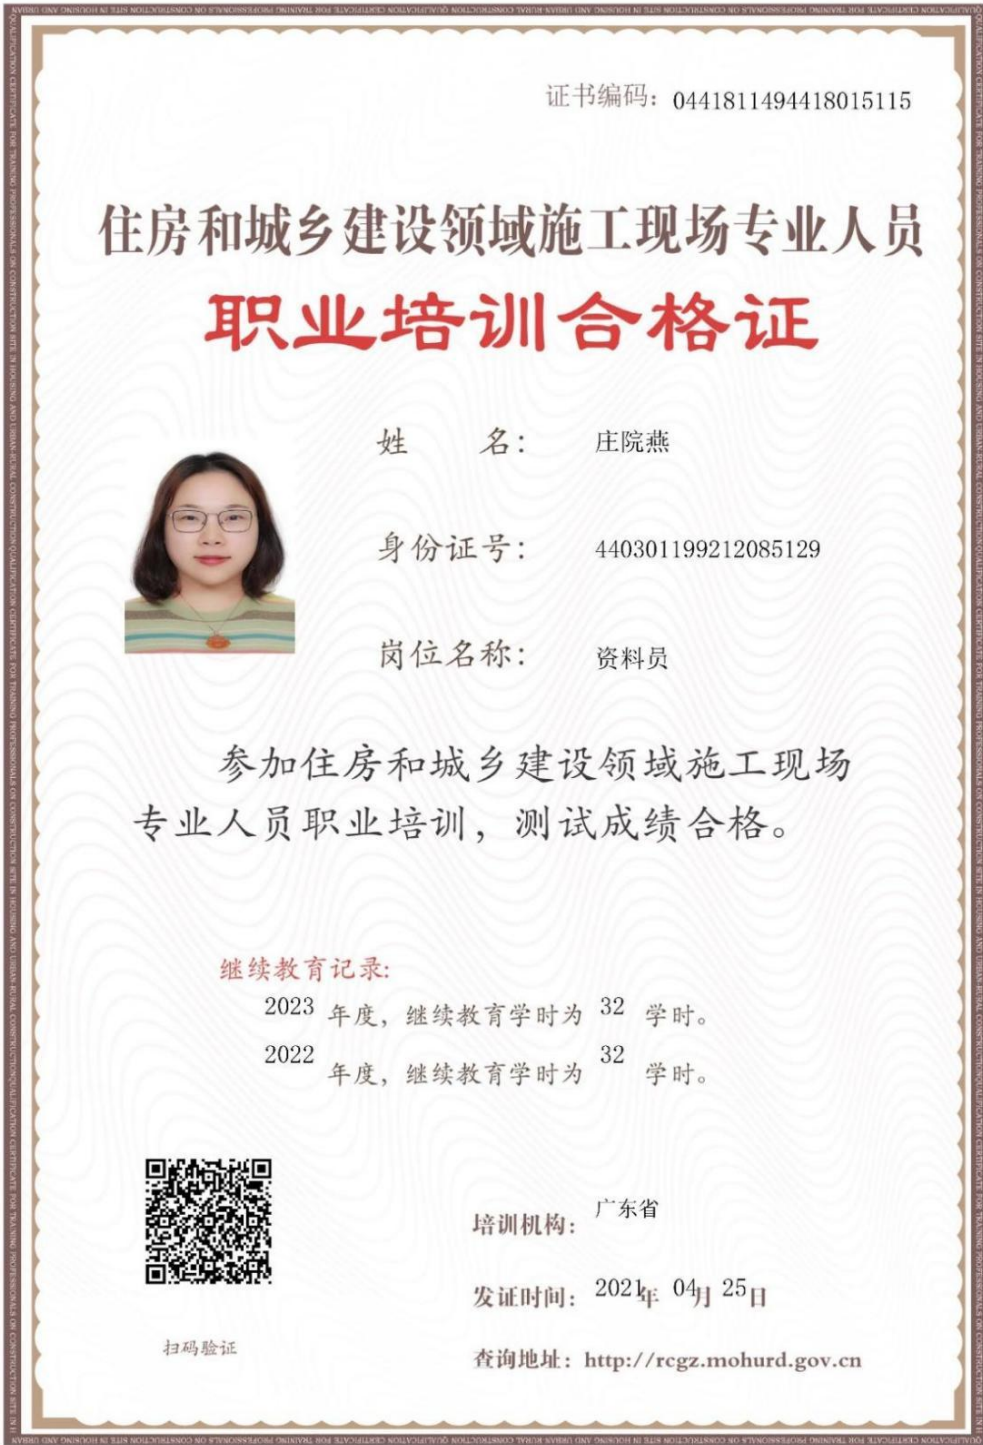 证书编码：0441811494418015115
住房和城乡建设领域施工现场专业人员
职业培训合格证
姓名：庄院燕
身份证号：440301199212085129
岗位名称：资料员
参加住房和城乡建设领域施工现场
专业人员职业培训，测试成绩合格。
继续教育记录:
2023 年度，继续教育学时为 32 学时。
2022 年度，继续教育学时为 32 学时。
培训机构：广东省
发证时间：2021年 04月 25日
扫码验证
查询地址：http://rcgz.mohurd.gov.cn